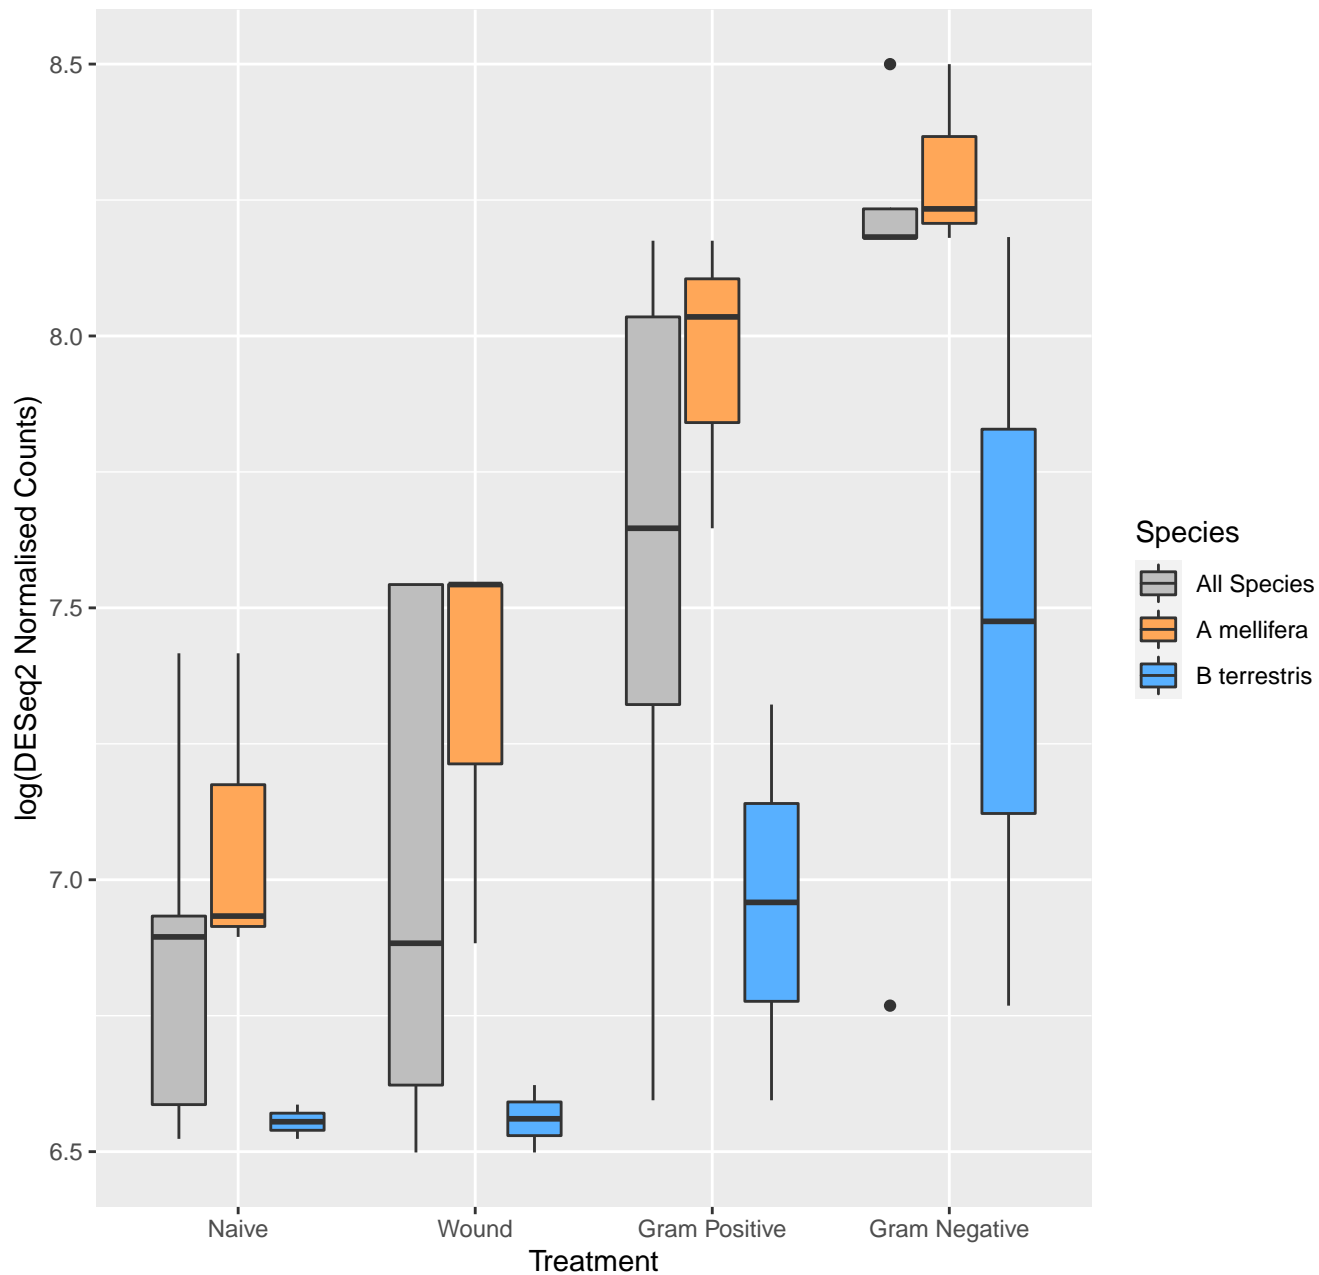 8.5
8.0
7.5
7.0
6.5
log(DESeq2 Normalised Counts)
Naive
Wound
Gram Positive
Gram Negative
Treatment
Species
All Species
A mellifera
B terrestris